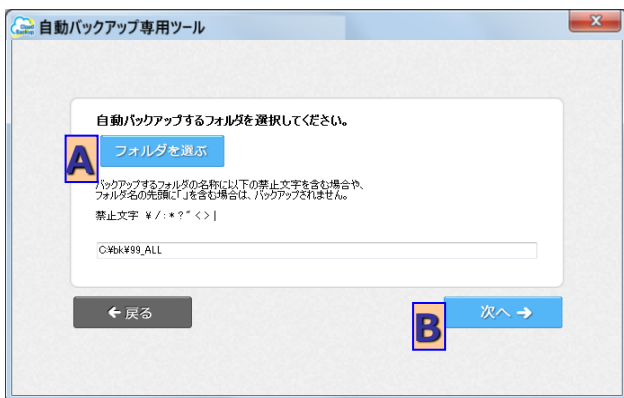 Cloud Backup 自動バックアップ専用ツール
自動バックアップするフォルダを選択してください。
A フォルダを選ぶ
バックアップするフォルダの名称に以下の禁止文字を含む場合や、
フォルダ名の先頭に「.」を含む場合は、バックアップされません。
禁止文字 ¥ / : * ? " < > |
C:¥bk¥99_ALL
←戻る
B 次へ→